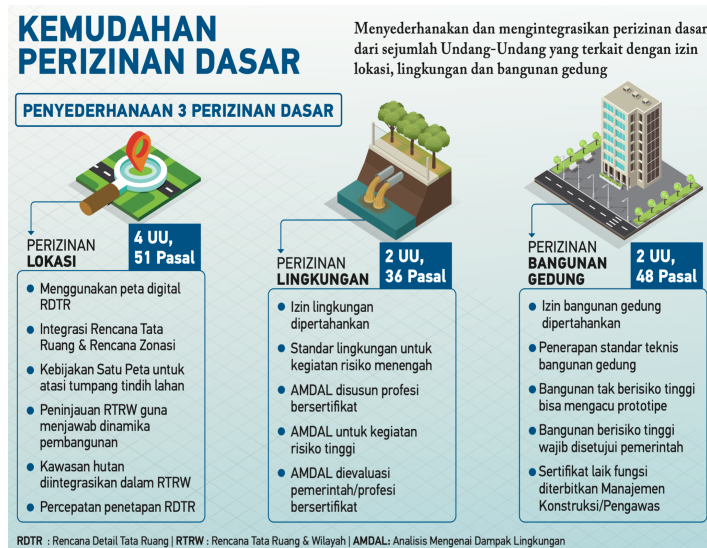 KEMUDAHAN
PERIZINAN DASAR
Menyederhanakan dan mengintegrasikan perizinan dasar
dari sejumlah Undang-Undang yang terkait dengan izin
lokasi, lingkungan dan bangunan gedung
PENYEDERHANAAN 3 PERIZINAN DASAR
PERIZINAN
LOKASI
4 UU,
51 Pasal
Menggunakan peta digital
RDTR
Integrasi Rencana Tata
Ruang & Rencana Zonasi
Kebijakan Satu Peta untuk
atasi tumpang tindih lahan
Peninjauan RTRW guna
menjawab dinamika
pembangunan
Kawasan hutan
diintegrasikan dalam RTRW
Percepatan penetapan RDTR
PERIZINAN
LINGKUNGAN
2 UU,
36 Pasal
Izin lingkungan
dipertahankan
Standar lingkungan untuk
kegiatan risiko menengah
AMDAL disusun profesi
bersertifikat
AMDAL untuk kegiatan
risiko tinggi
AMDAL dievaluasi
pemerintah/profesi
bersertifikat
PERIZINAN
BANGUNAN
GEDUNG
2 UU,
48 Pasal
Izin bangunan gedung
dipertahankan
Penerapan standar teknis
bangunan gedung
Bangunan tak berisiko tinggi
bisa mengacu prototipe
Bangunan berisiko tinggi
wajib disetujui pemerintah
Sertifikat laik fungsi
diterbitkan Manajemen
Konstruksi/Pengawas
RDTR : Rencana Detail Tata Ruang | RTRW : Rencana Tata Ruang & Wilayah | AMDAL: Analisis Mengenai Dampak Lingkungan